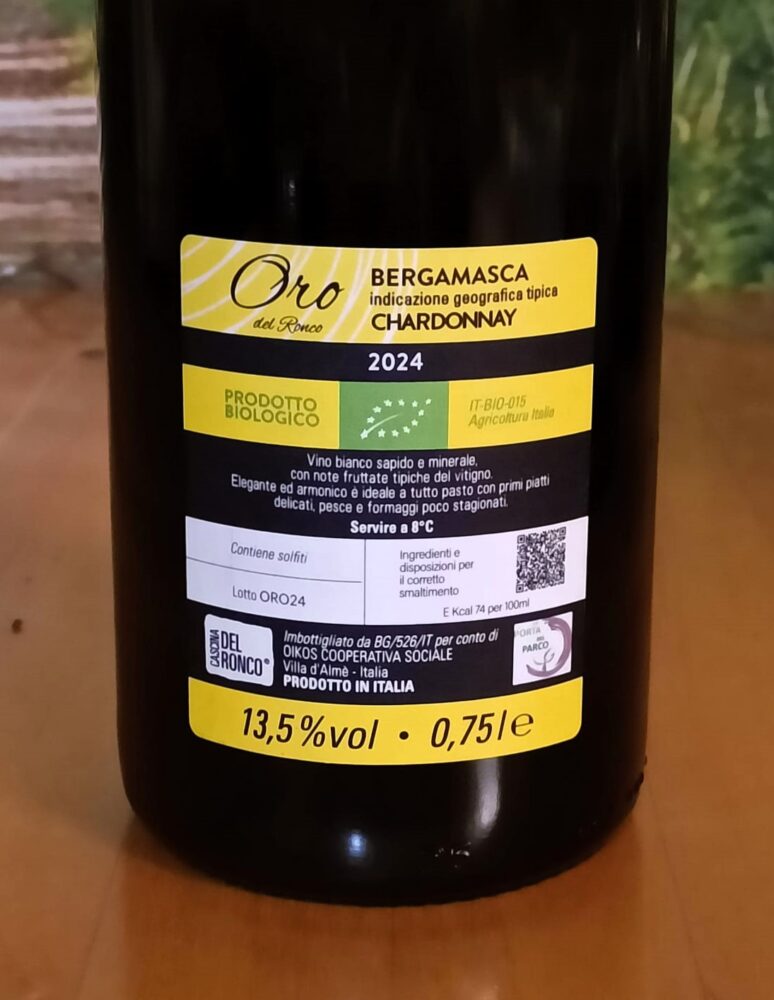 Oro
del Ronco
BERGAMASCA
indicazione geografica tipica
CHARDONNAY
2024
PRODOTTO
BIOLOGICO
IT-BIO-015
Agricoltura Italia
Vino bianco sapido e minerale,
con note fruttate tipiche del vitigno.
Elegante ed armonico è ideale a tutto pasto con primi piatti
delicati, pesce e formaggi poco stagionati.
Servire a 8°C
Contiene solfiti
Lotto ORO24
Ingredienti e
disposizioni per
il corretto
smaltimento
E Kcal 74 per 100ml
CASCINA
DEL
RONCO®
Imbottigliato da BG/526/IT per conto di
OIKOS COOPERATIVA SOCIALE
Villa d'Almè - Italia
PRODOTTO IN ITALIA
PORTA
DEL
PARCO
13,5%vol • 0,75l e